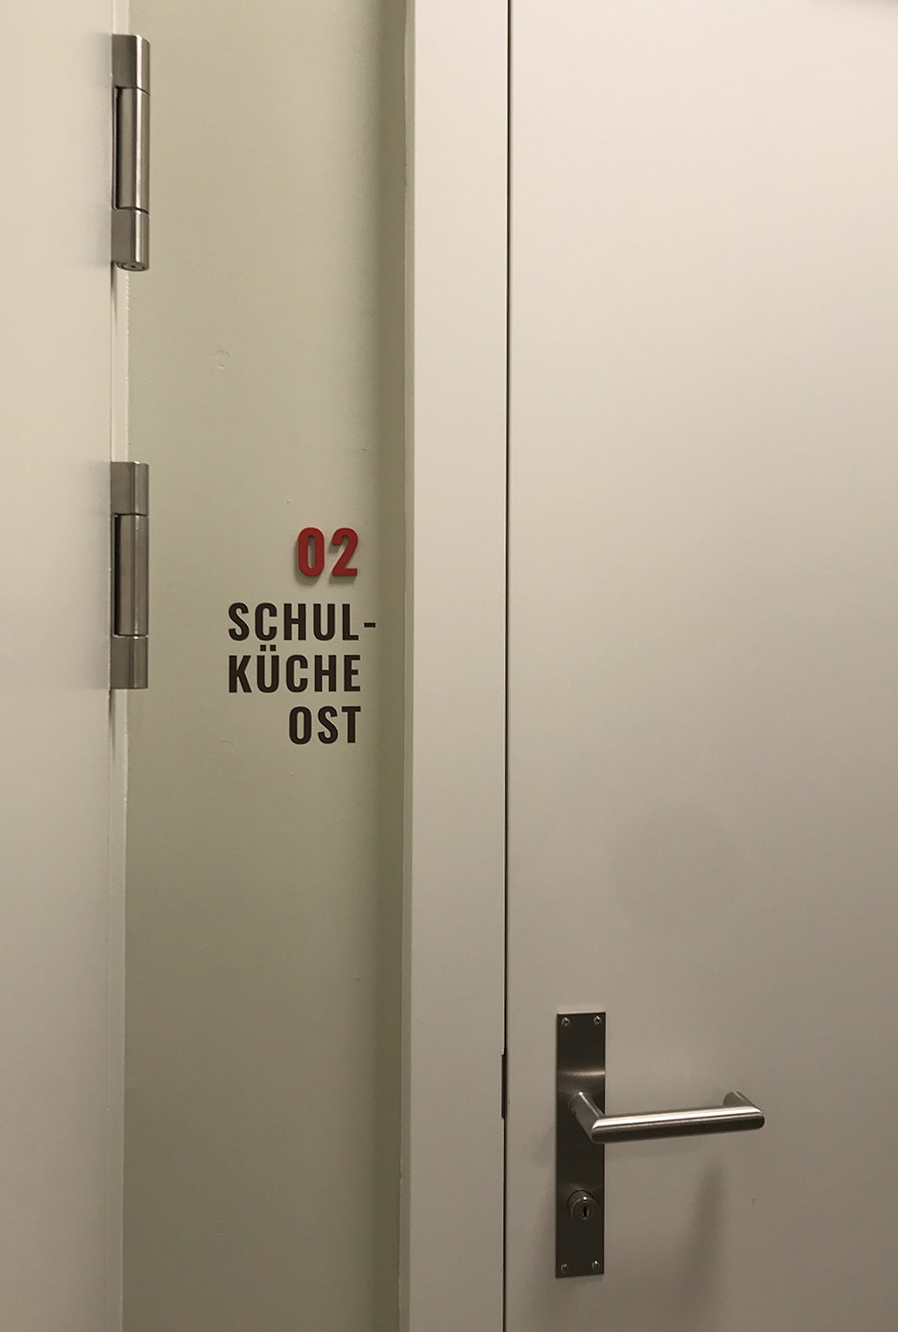 02
SCHUL-
KÜCHE
OST